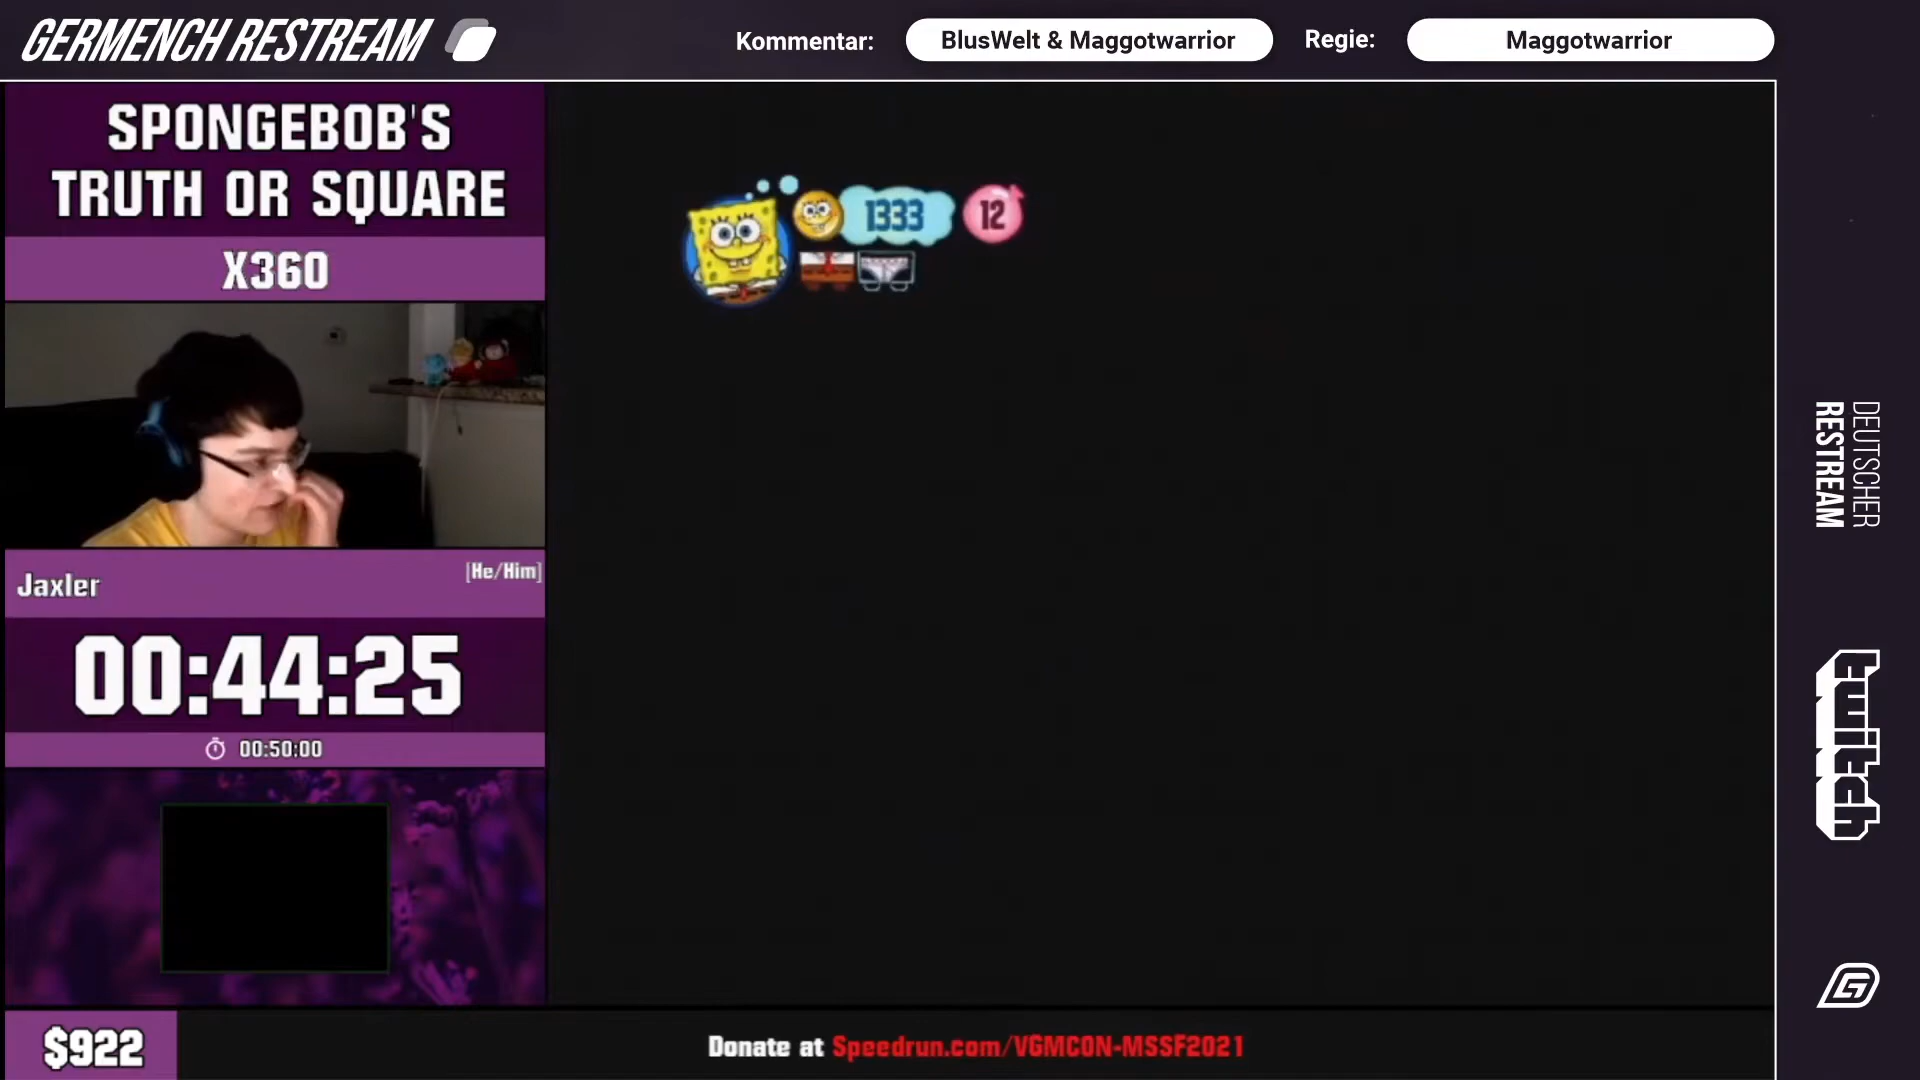 GERMENCH RESTREAM
Kommentar:
BlusWelt & Maggotwarrior
Regie:
Maggotwarrior
SPONGEBOB'S
TRUTH OR SQUARE
X360
1333
12
Jaxler
[He/Him]
00:44:25
00:50:00
DEUTSCHER
RESTREAM
twitch
G
$922
Donate at Speedrun.com/VGMCON-MSSF2021